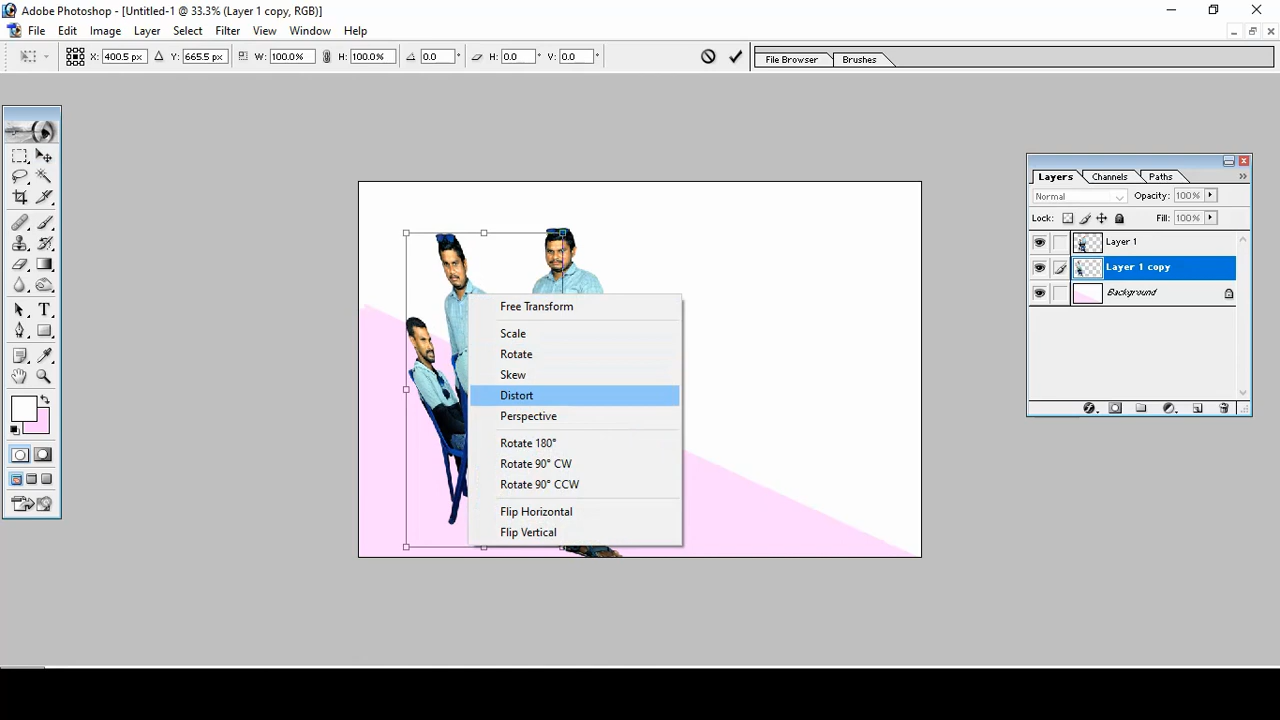 Adobe Photoshop - [Untitled-1 @ 33.3% (Layer 1 copy, RGB)]
File Edit Image Layer Select Filter View Window Help
X: 400.5 px Y: 665.5 px W: 100.0% H: 100.0% 0.0 ° H: 0.0 ° V: 0.0 ° File Browser Brushes
Layers Channels Paths
Normal Opacity: 100%
Lock: Fill: 100%
Layer 1
Layer 1 copy
Background
Free Transform
Scale
Rotate
Skew
Distort
Perspective
Rotate 180°
Rotate 90° CW
Rotate 90° CCW
Flip Horizontal
Flip Vertical